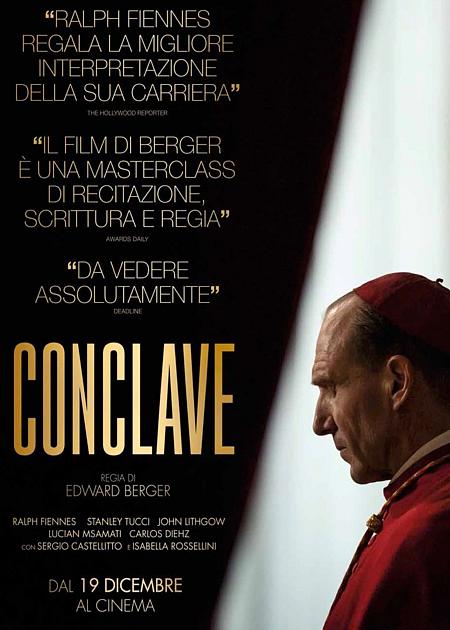 “RALPH FIENNES
REGALA LA MIGLIORE
INTERPRETAZIONE
DELLA SUA CARRIERA”
THE HOLLYWOOD REPORTER
“IL FILM DI BERGER
È UNA MASTERCLASS
DI RECITAZIONE,
SCRITTURA E REGIA”
AWARDS DAILY
“DA VEDERE
ASSOLUTAMENTE”
DEADLINE
CONCLAVE
REGIA DI
EDWARD BERGER
RALPH FIENNES STANLEY TUCCI JOHN LITHGOW
LUCIAN MSAMATI CARLOS DIEHZ
CON SERGIO CASTELLITTO E ISABELLA ROSSELLINI
DAL 19 DICEMBRE
AL CINEMA